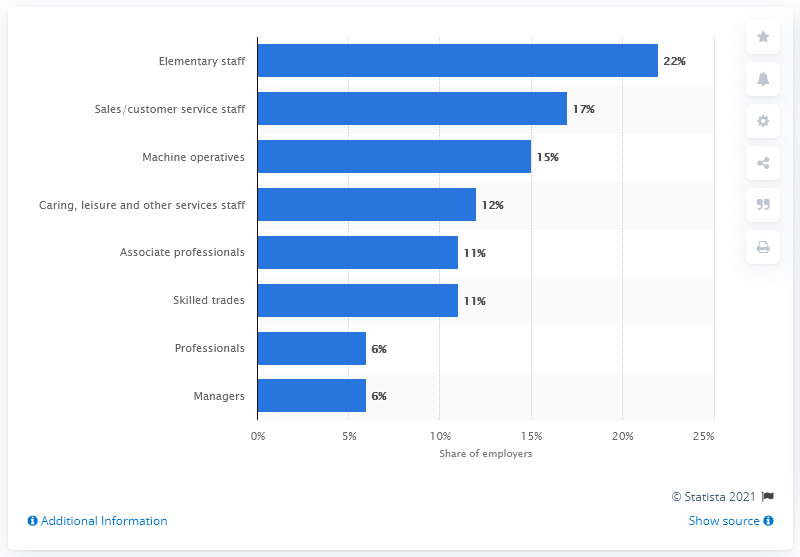 Elementary staff 22%
Sales/customer service staff 17%
Machine operatives 15%
Caring, leisure and other services staff 12%
Associate professionals 11%
Skilled trades 11%
Professionals 6%
Managers 6%
0% 5% 10% 15% 20% 25%
Share of employers
© Statista 2021
Additional Information Show source